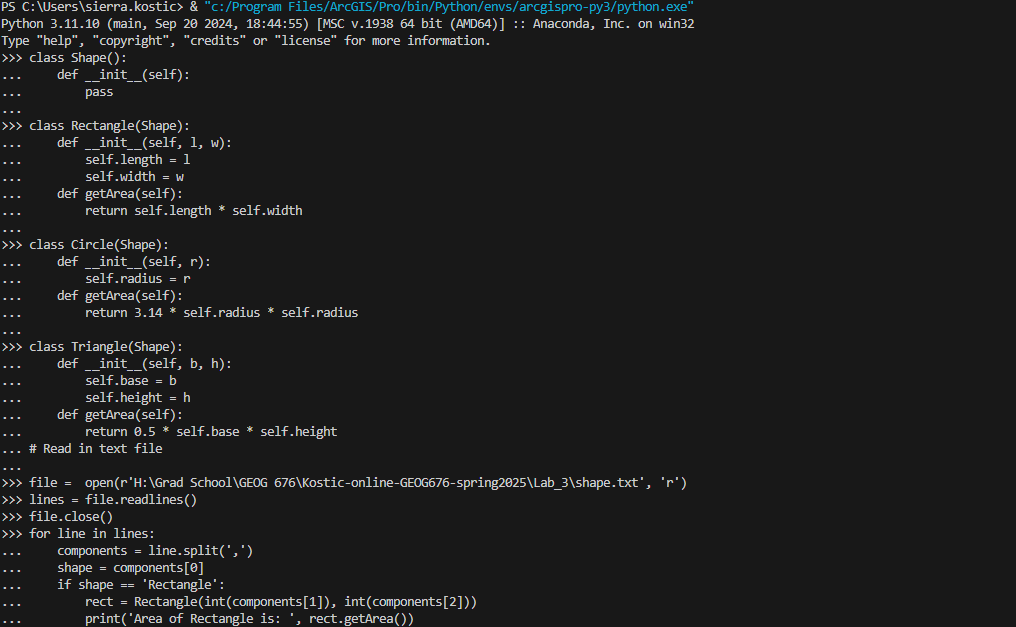 PS C:\Users\sierra.kostic> & "c:/Program Files/ArcGIS/Pro/bin/Python/envs/arcgispro-py3/python.exe"
Python 3.11.10 (main, Sep 20 2024, 18:44:55) [MSC v.1938 64 bit (AMD64)] :: Anaconda, Inc. on win32
Type "help", "copyright", "credits" or "license" for more information.
>>> class Shape():
...     def __init__(self):
...         pass
...
>>> class Rectangle(Shape):
...     def __init__(self, l, w):
...         self.length = l
...         self.width = w
...     def getArea(self):
...         return self.length * self.width
...
>>> class Circle(Shape):
...     def __init__(self, r):
...         self.radius = r
...     def getArea(self):
...         return 3.14 * self.radius * self.radius
...
>>> class Triangle(Shape):
...     def __init__(self, b, h):
...         self.base = b
...         self.height = h
...     def getArea(self):
...         return 0.5 * self.base * self.height
... # Read in text file
...
>>> file =  open(r'H:\Grad School\GEOG 676\Kostic-online-GEOG676-spring2025\Lab_3\shape.txt', 'r')
>>> lines = file.readlines()
>>> file.close()
>>> for line in lines:
...     components = line.split(',')
...     shape = components[0]
...     if shape == 'Rectangle':
...         rect = Rectangle(int(components[1]), int(components[2]))
...         print('Area of Rectangle is: ', rect.getArea())